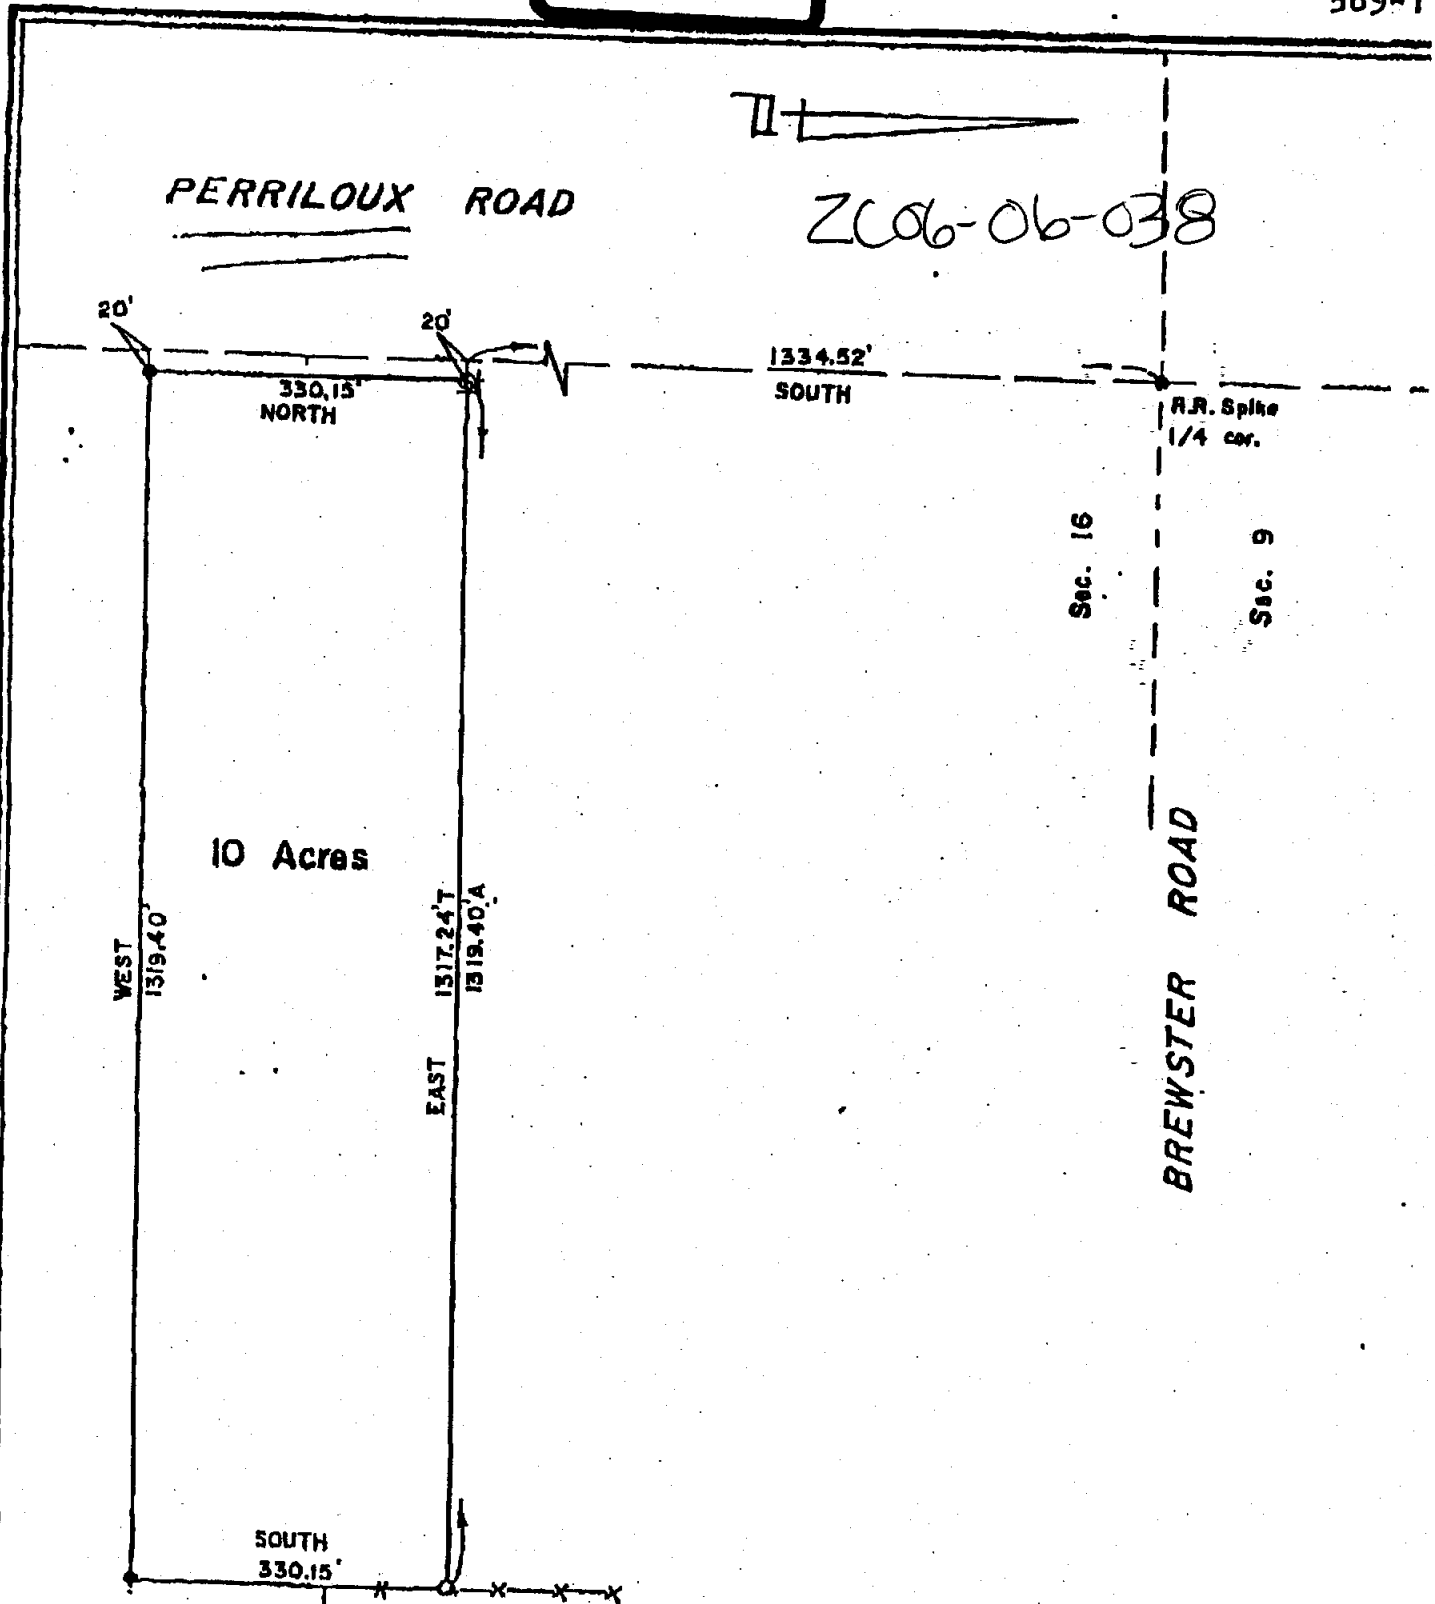 PERRILOUX ROAD
ZC06-06-038
20'
20'
330.15'
NORTH
1334.52'
SOUTH
R.R. Spike
1/4 cor.
Sec. 16
Sec. 9
10 Acres
WEST
1319.40'
1317.24'T
1319.40'A
EAST
BREWSTER ROAD
SOUTH
330.15'